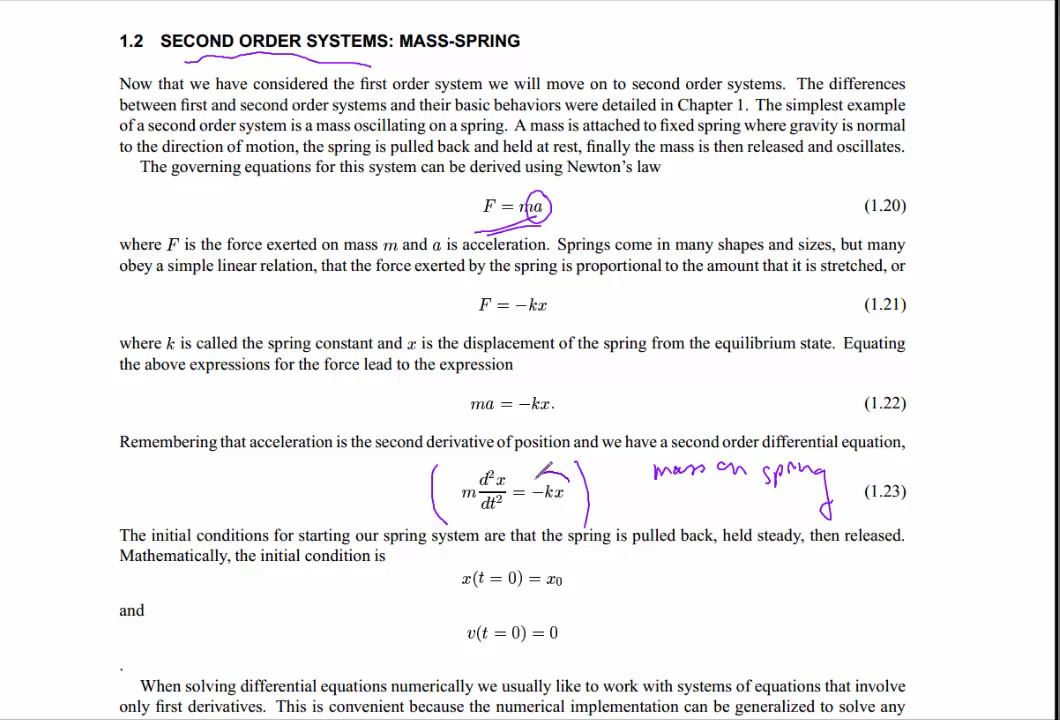 1.2 SECOND ORDER SYSTEMS: MASS-SPRING
Now that we have considered the first order system we will move on to second order systems. The differences
between first and second order systems and their basic behaviors were detailed in Chapter 1. The simplest example
of a second order system is a mass oscillating on a spring. A mass is attached to fixed spring where gravity is normal
to the direction of motion, the spring is pulled back and held at rest, finally the mass is then released and oscillates.
The governing equations for this system can be derived using Newton's law
F = ma (1.20)
where F is the force exerted on mass m and a is acceleration. Springs come in many shapes and sizes, but many
obey a simple linear relation, that the force exerted by the spring is proportional to the amount that it is stretched, or
F = −kx (1.21)
where k is called the spring constant and x is the displacement of the spring from the equilibrium state. Equating
the above expressions for the force lead to the expression
ma = −kx. (1.22)
Remembering that acceleration is the second derivative of position and we have a second order differential equation,
m d²x/dt² = −kx mass on spring (1.23)
The initial conditions for starting our spring system are that the spring is pulled back, held steady, then released.
Mathematically, the initial condition is
x(t = 0) = x₀
and
v(t = 0) = 0
.
When solving differential equations numerically we usually like to work with systems of equations that involve
only first derivatives. This is convenient because the numerical implementation can be generalized to solve any